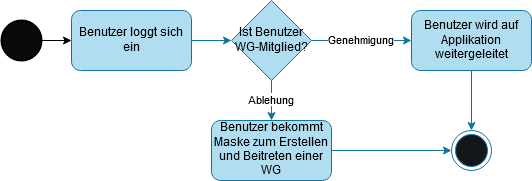 Benutzer loggt sich
ein
Ist Benutzer
WG-Mitglied?
Genehmigung
Benutzer wird auf
Applikation
weitergeleitet
Ablehung
Benutzer bekommt
Maske zum Erstellen
und Beitreten einer
WG